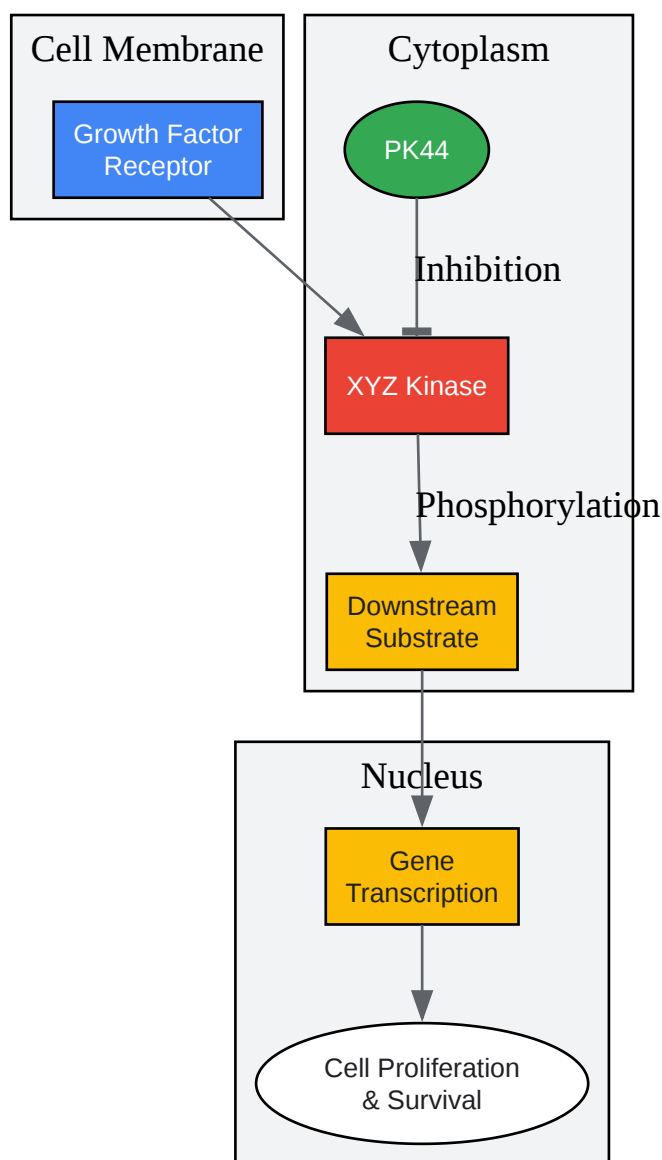 Cell Membrane
Growth Factor
Receptor
Cytoplasm
PK44
Inhibition
XYZ Kinase
Phosphorylation
Downstream
Substrate
Nucleus
Gene
Transcription
Cell Proliferation
& Survival